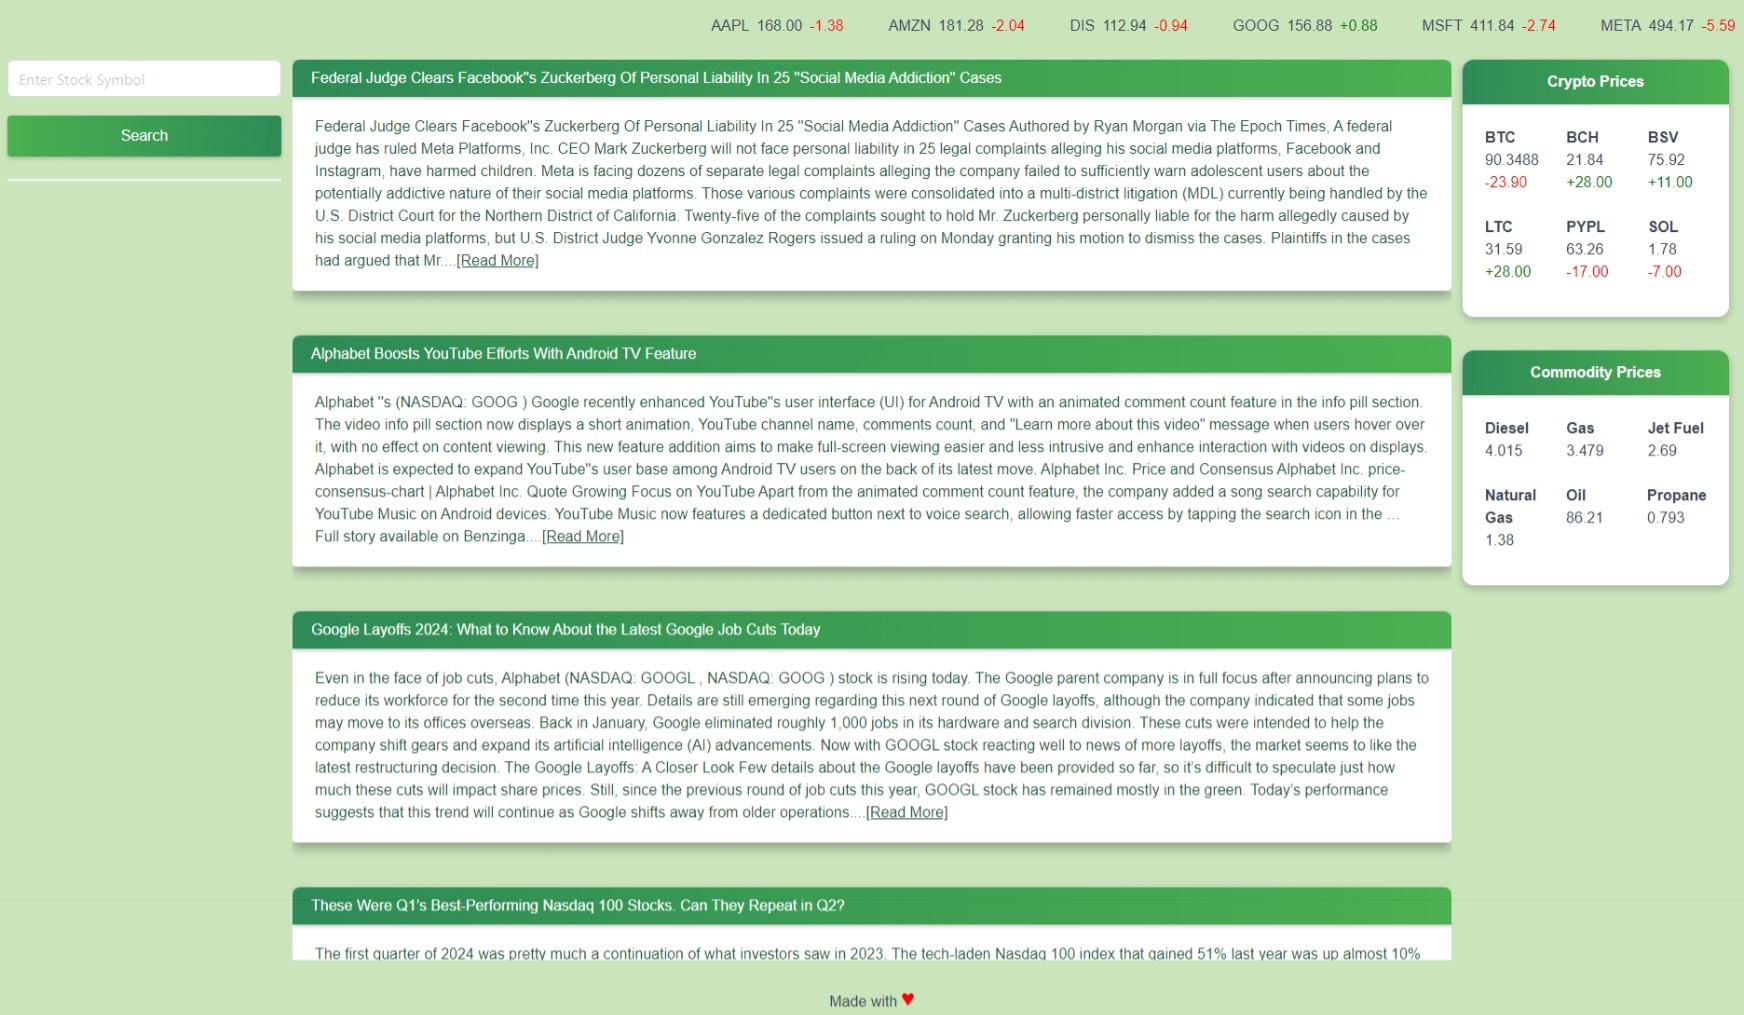 AAPL 168.00 -1.38 AMZN 181.28 -2.04 DIS 112.94 -0.94 GOOG 156.88 +0.88 MSFT 411.84 -2.74 META 494.17 -5.59
Enter Stock Symbol
Search
Federal Judge Clears Facebook"s Zuckerberg Of Personal Liability In 25 "Social Media Addiction" Cases
Federal Judge Clears Facebook"s Zuckerberg Of Personal Liability In 25 "Social Media Addiction" Cases Authored by Ryan Morgan via The Epoch Times, A federal
judge has ruled Meta Platforms, Inc. CEO Mark Zuckerberg will not face personal liability in 25 legal complaints alleging his social media platforms, Facebook and
Instagram, have harmed children. Meta is facing dozens of separate legal complaints alleging the company failed to sufficiently warn adolescent users about the
potentially addictive nature of their social media platforms. Those various complaints were consolidated into a multi-district litigation (MDL) currently being handled by the
U.S. District Court for the Northern District of California. Twenty-five of the complaints sought to hold Mr. Zuckerberg personally liable for the harm allegedly caused by
his social media platforms, but U.S. District Judge Yvonne Gonzalez Rogers issued a ruling on Monday granting his motion to dismiss the cases. Plaintiffs in the cases
had argued that Mr....[Read More]
Alphabet Boosts YouTube Efforts With Android TV Feature
Alphabet "s (NASDAQ: GOOG ) Google recently enhanced YouTube"s user interface (UI) for Android TV with an animated comment count feature in the info pill section.
The video info pill section now displays a short animation, YouTube channel name, comments count, and "Learn more about this video" message when users hover over
it, with no effect on content viewing. This new feature addition aims to make full-screen viewing easier and less intrusive and enhance interaction with videos on displays.
Alphabet is expected to expand YouTube"s user base among Android TV users on the back of its latest move. Alphabet Inc. Price and Consensus Alphabet Inc. price-
consensus-chart | Alphabet Inc. Quote Growing Focus on YouTube Apart from the animated comment count feature, the company added a song search capability for
YouTube Music on Android devices. YouTube Music now features a dedicated button next to voice search, allowing faster access by tapping the search icon in the …
Full story available on Benzinga....[Read More]
Google Layoffs 2024: What to Know About the Latest Google Job Cuts Today
Even in the face of job cuts, Alphabet (NASDAQ: GOOGL , NASDAQ: GOOG ) stock is rising today. The Google parent company is in full focus after announcing plans to
reduce its workforce for the second time this year. Details are still emerging regarding this next round of Google layoffs, although the company indicated that some jobs
may move to its offices overseas. Back in January, Google eliminated roughly 1,000 jobs in its hardware and search division. These cuts were intended to help the
company shift gears and expand its artificial intelligence (AI) advancements. Now with GOOGL stock reacting well to news of more layoffs, the market seems to like the
latest restructuring decision. The Google Layoffs: A Closer Look Few details about the Google layoffs have been provided so far, so it's difficult to speculate just how
much these cuts will impact share prices. Still, since the previous round of job cuts this year, GOOGL stock has remained mostly in the green. Today's performance
suggests that this trend will continue as Google shifts away from older operations....[Read More]
These Were Q1's Best-Performing Nasdaq 100 Stocks. Can They Repeat in Q2?
The first quarter of 2024 was pretty much a continuation of what investors saw in 2023. The tech-laden Nasdaq 100 index that gained 51% last year was up almost 10%
Crypto Prices
BTC BCH BSV
90.3488 21.84 75.92
-23.90 +28.00 +11.00
LTC PYPL SOL
31.59 63.26 1.78
+28.00 -17.00 -7.00
Commodity Prices
Diesel Gas Jet Fuel
4.015 3.479 2.69
Natural Oil Propane
Gas 86.21 0.793
1.38
Made with ♥